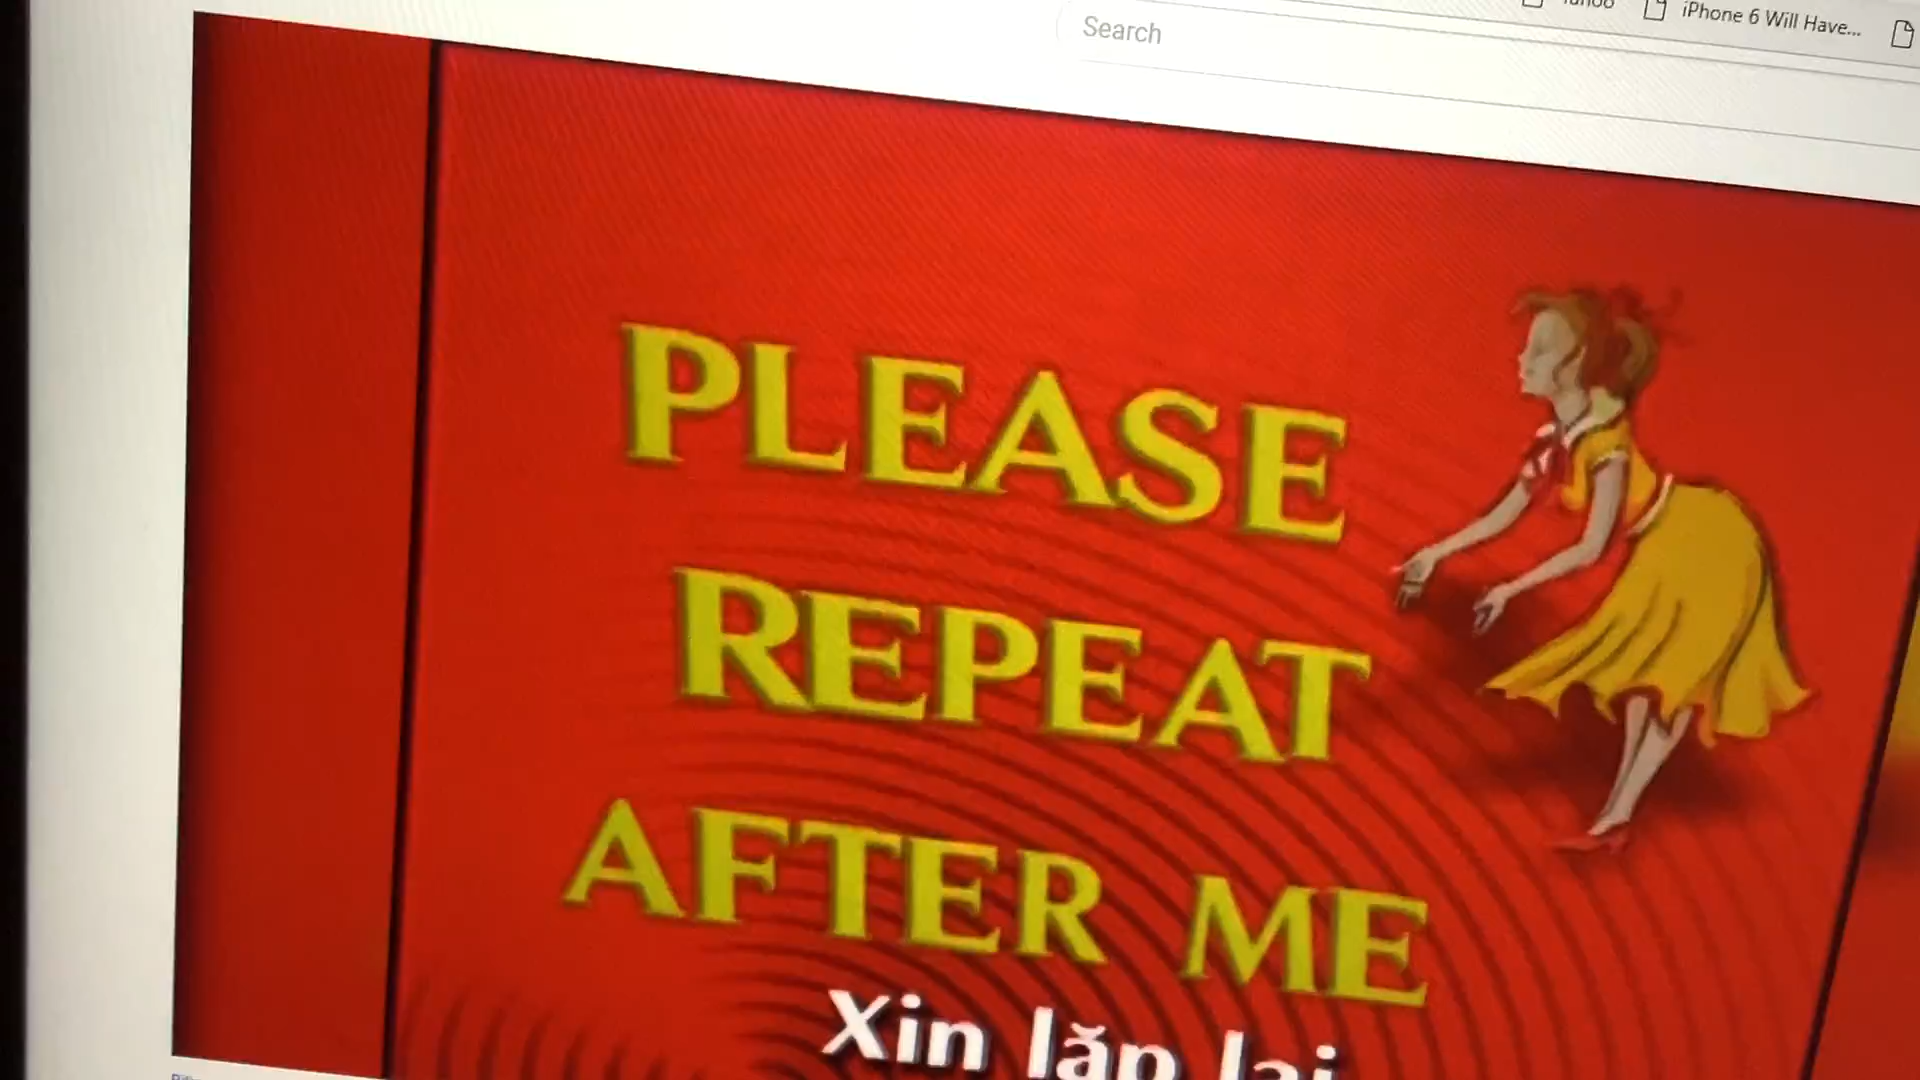 iPhone 6 Will Have...
Search
PLEASE
REPEAT
AFTER ME
Xin lặp lại